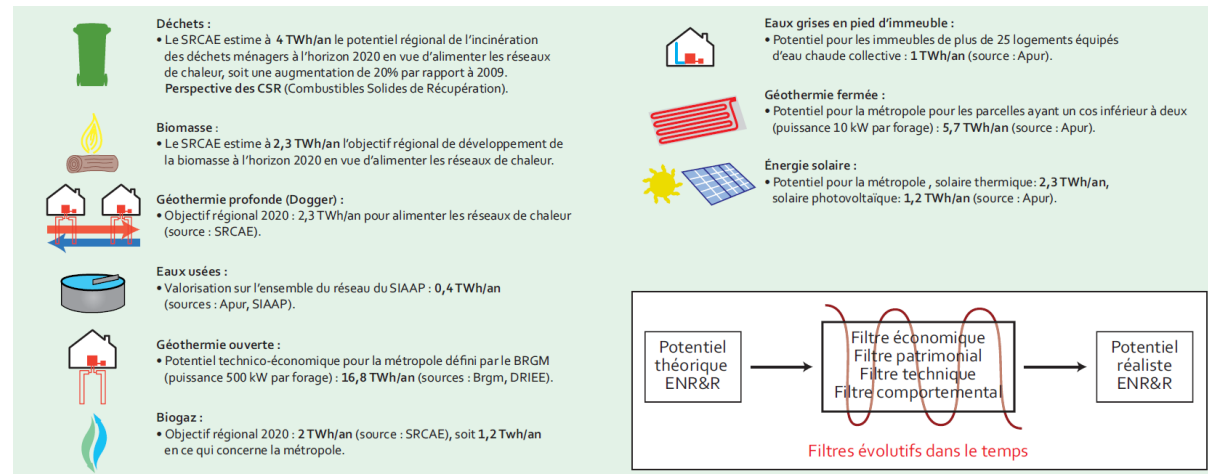 Déchets :
• Le SRCAE estime à 4 TWh/an le potentiel régional de l'incinération
des déchets ménagers à l'horizon 2020 en vue d'alimenter les réseaux
de chaleur, soit une augmentation de 20% par rapport à 2009.
Perspective des CSR (Combustibles Solides de Récupération).
Biomasse :
• Le SRCAE estime à 2,3 TWh/an l'objectif régional de développement de
la biomasse à l'horizon 2020 en vue d'alimenter les réseaux de chaleur.
Géothermie profonde (Dogger) :
• Objectif régional 2020 : 2,3 TWh/an pour alimenter les réseaux de chaleur
(source : SRCAE).
Eaux usées :
• Valorisation sur l'ensemble du réseau du SIAAP : 0,4 TWh/an
(sources : Apur, SIAAP).
Géothermie ouverte :
• Potentiel technico-économique pour la métropole défini par le BRGM
(puissance 500 kW par forage) : 16,8 TWh/an (sources : Brgm, DRIEE).
Biogaz :
• Objectif régional 2020 : 2 TWh/an (source : SRCAE), soit 1,2 Twh/an
en ce qui concerne la métropole.
Eaux grises en pied d'immeuble :
• Potentiel pour les immeubles de plus de 25 logements équipés
d'eau chaude collective : 1 TWh/an (source : Apur).
Géothermie fermée :
• Potentiel pour la métropole pour les parcelles ayant un cos inférieur à deux
(puissance 10 kW par forage) : 5,7 TWh/an (source : Apur).
Énergie solaire :
• Potentiel pour la métropole , solaire thermique: 2,3 TWh/an,
solaire photovoltaïque: 1,2 TWh/an (source : Apur).
Potentiel
théorique
ENR&R
Filtre économique
Filtre patrimonial
Filtre technique
Filtre comportemental
Potentiel
réaliste
ENR&R
Filtres évolutifs dans le temps